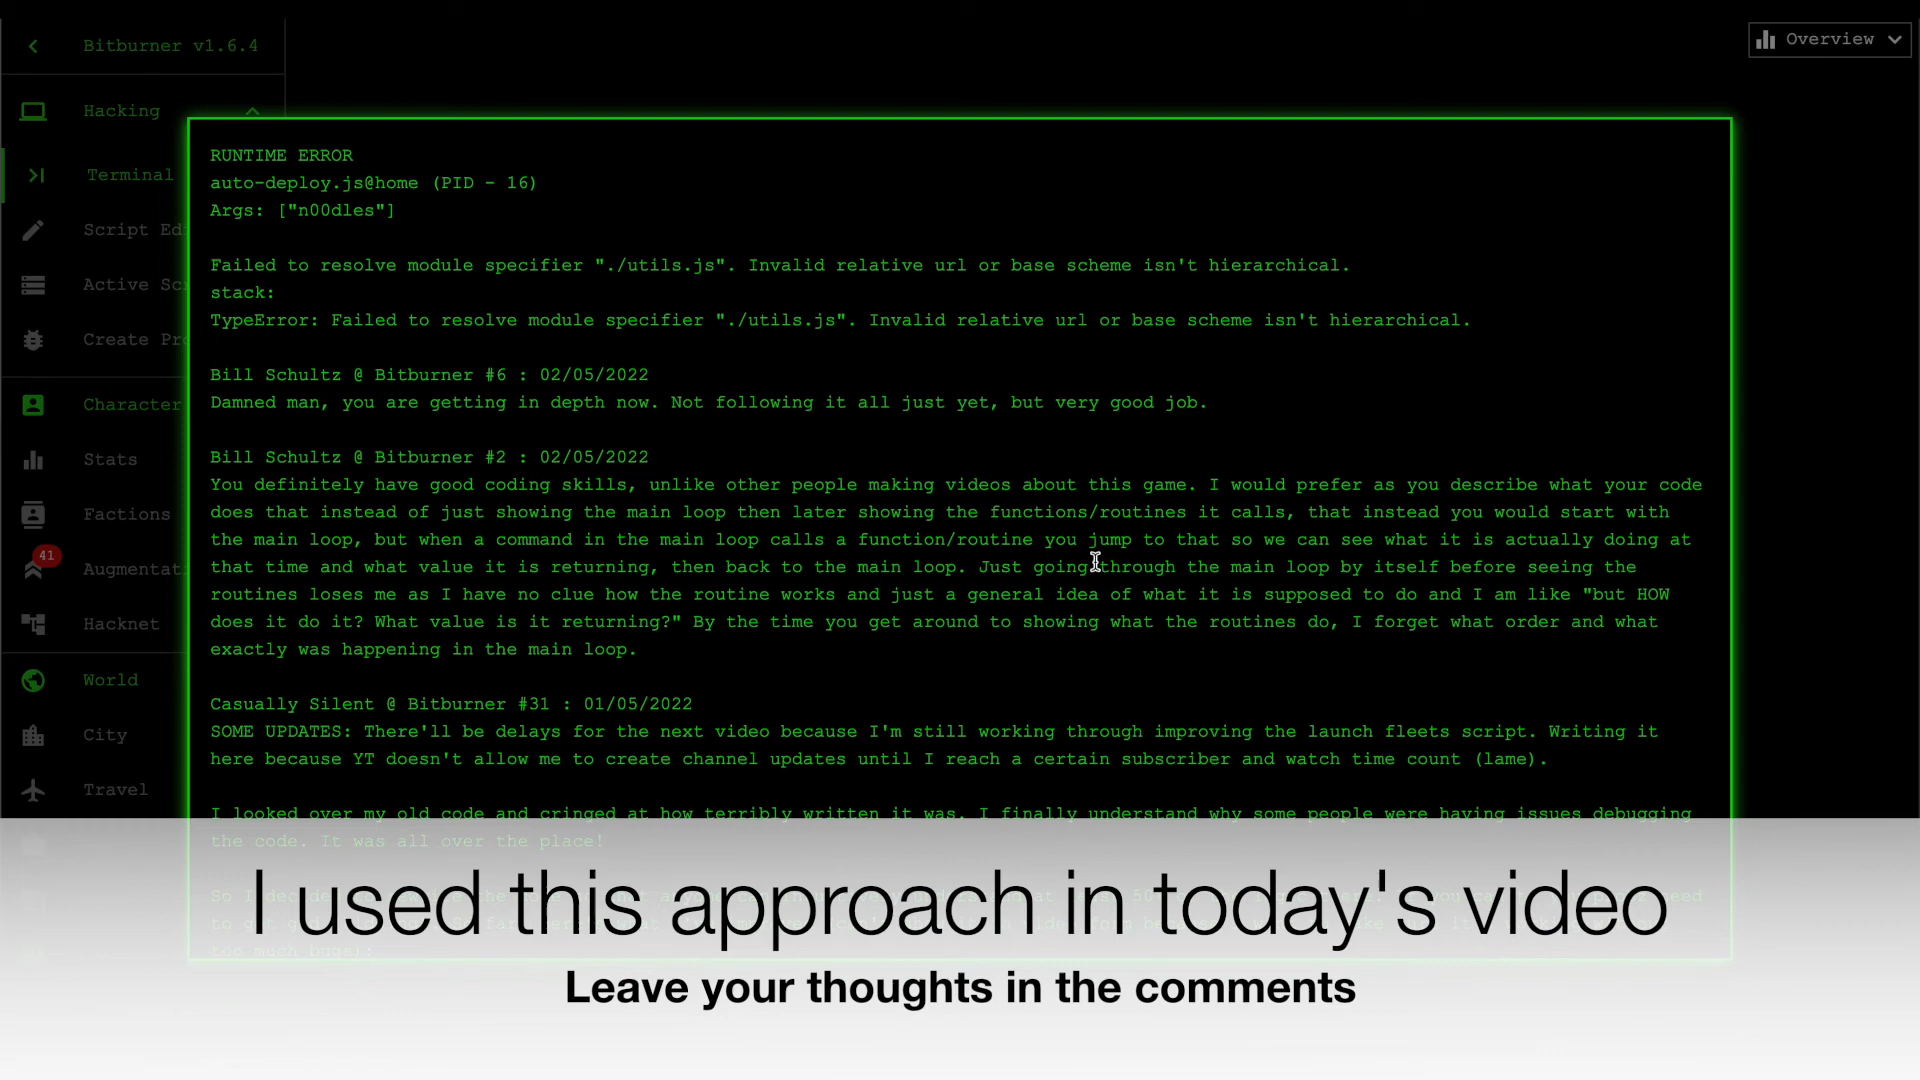 Bitburner v1.6.4
Overview
Hacking
Terminal
Script Ed
Active Sc
Create Pr
Character
Stats
Factions
41
Augmentat
Hacknet
World
City
Travel
RUNTIME ERROR
auto-deploy.js@home (PID - 16)
Args: ["n00dles"]
Failed to resolve module specifier "./utils.js". Invalid relative url or base scheme isn't hierarchical.
stack:
TypeError: Failed to resolve module specifier "./utils.js". Invalid relative url or base scheme isn't hierarchical.
Bill Schultz @ Bitburner #6 : 02/05/2022
Damned man, you are getting in depth now. Not following it all just yet, but very good job.
Bill Schultz @ Bitburner #2 : 02/05/2022
You definitely have good coding skills, unlike other people making videos about this game. I would prefer as you describe what your code
does that instead of just showing the main loop then later showing the functions/routines it calls, that instead you would start with
the main loop, but when a command in the main loop calls a function/routine you jump to that so we can see what it is actually doing at
that time and what value it is returning, then back to the main loop. Just going through the main loop by itself before seeing the
routines loses me as I have no clue how the routine works and just a general idea of what it is supposed to do and I am like "but HOW
does it do it? What value is it returning?" By the time you get around to showing what the routines do, I forget what order and what
exactly was happening in the main loop.
Casually Silent @ Bitburner #31 : 01/05/2022
SOME UPDATES: There'll be delays for the next video because I'm still working through improving the launch fleets script. Writing it
here because YT doesn't allow me to create channel updates until I reach a certain subscriber and watch time count (lame).
I looked over my old code and cringed at how terribly written it was. I finally understand why some people were having issues debugging
the code. It was all over the place!
too much bugs):
I used this approach in today's video
Leave your thoughts in the comments